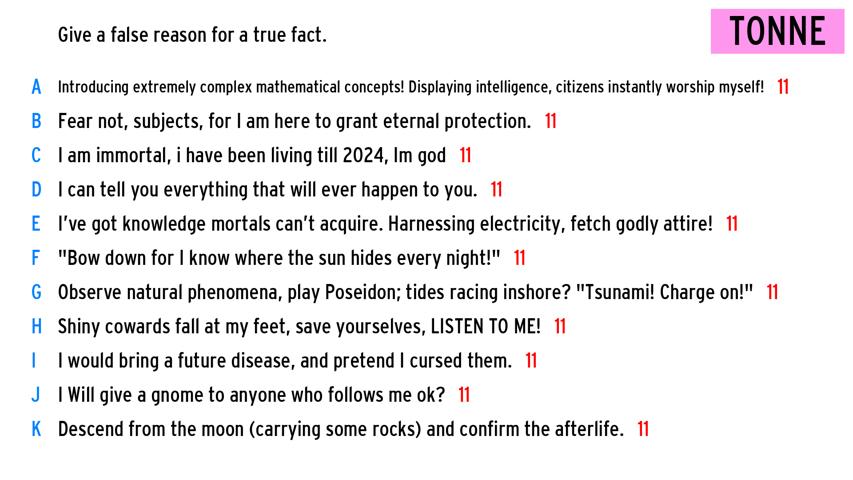 Give a false reason for a true fact.
TONNE
A Introducing extremely complex mathematical concepts! Displaying intelligence, citizens instantly worship myself! 11
B Fear not, subjects, for I am here to grant eternal protection. 11
C I am immortal, i have been living till 2024, Im god 11
D I can tell you everything that will ever happen to you. 11
E I've got knowledge mortals can't acquire. Harnessing electricity, fetch godly attire! 11
F "Bow down for I know where the sun hides every night!" 11
G Observe natural phenomena, play Poseidon; tides racing inshore? "Tsunami! Charge on!" 11
H Shiny cowards fall at my feet, save yourselves, LISTEN TO ME! 11
I I would bring a future disease, and pretend I cursed them. 11
J I Will give a gnome to anyone who follows me ok? 11
K Descend from the moon (carrying some rocks) and confirm the afterlife. 11